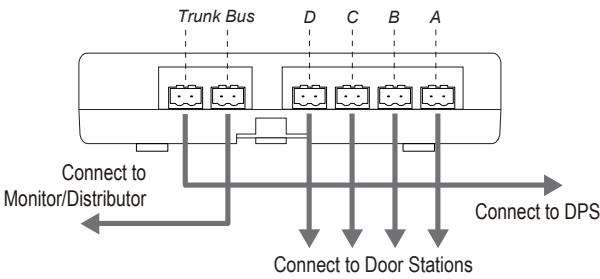 Trunk Bus D C B A
Connect to
Monitor/Distributor
Connect to DPS
Connect to Door Stations